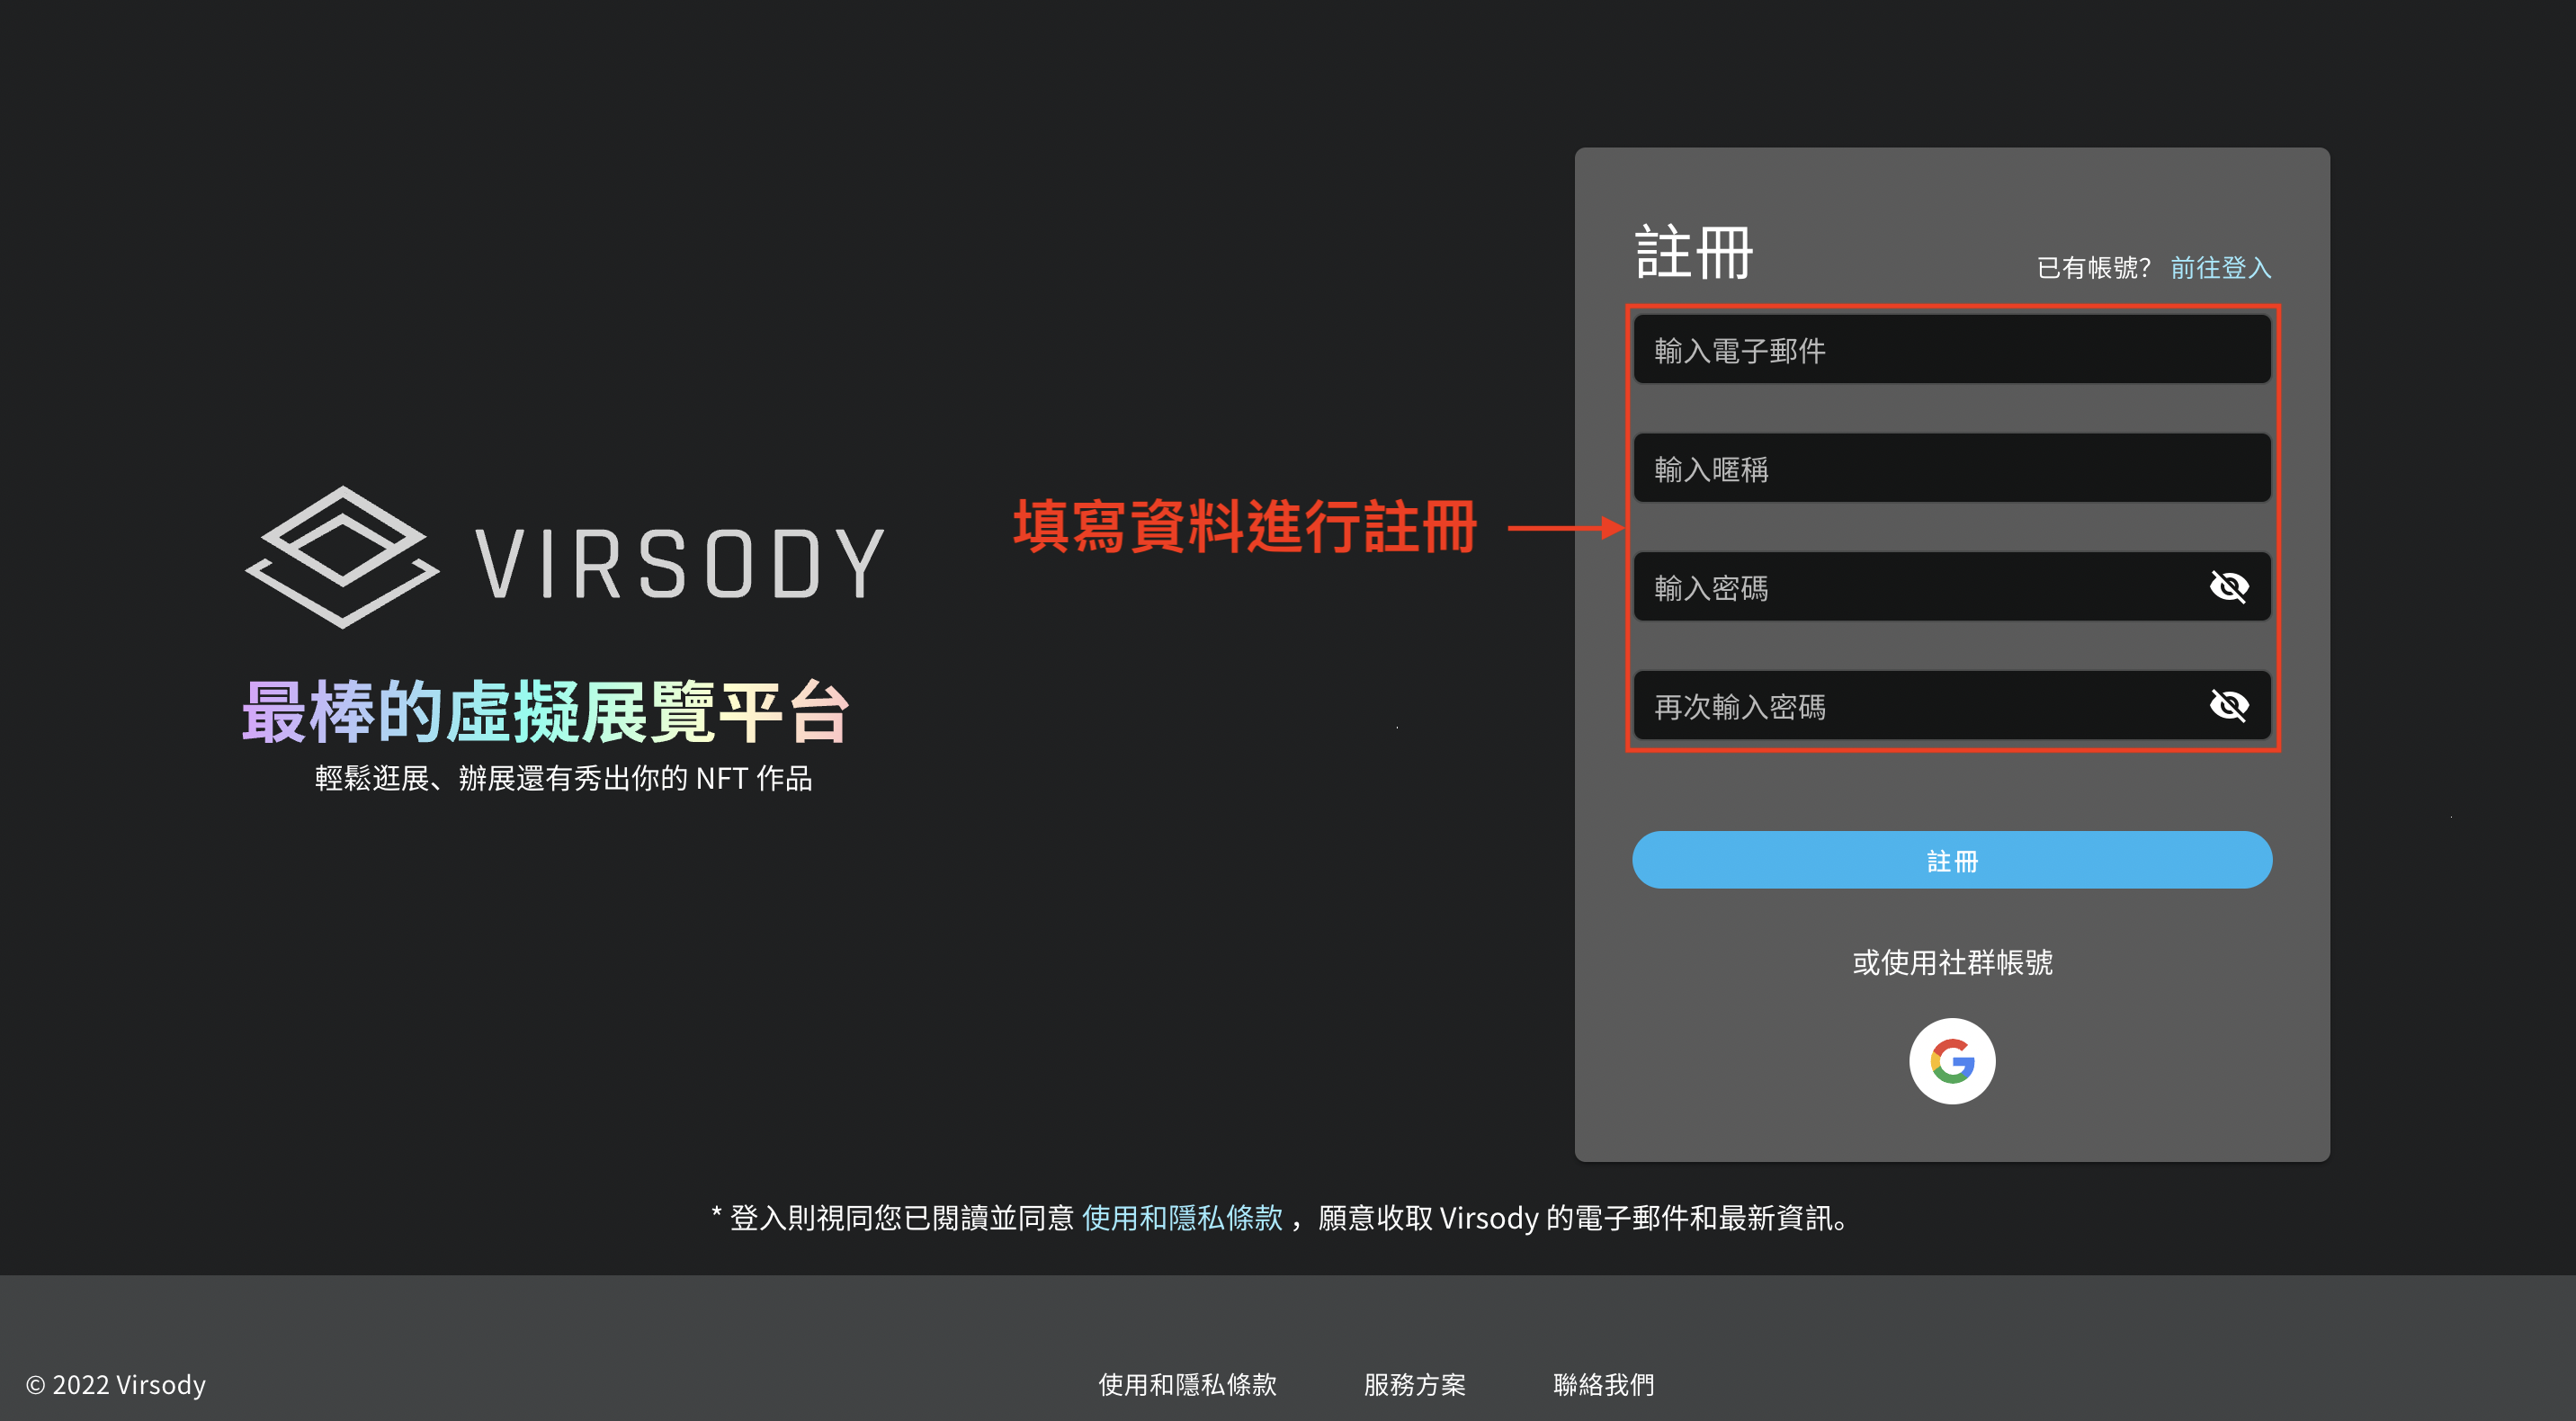 VIRSODY
最棒的虛擬展覽平台
輕鬆逛展、辦展還有秀出你的 NFT 作品
填寫資料進行註冊
註冊
已有帳號? 前往登入
輸入電子郵件
輸入暱稱
輸入密碼
再次輸入密碼
註冊
或使用社群帳號
* 登入則視同您已閱讀並同意 使用和隱私條款 ，願意收取 Virsody 的電子郵件和最新資訊。
© 2022 Virsody
使用和隱私條款
服務方案
聯絡我們